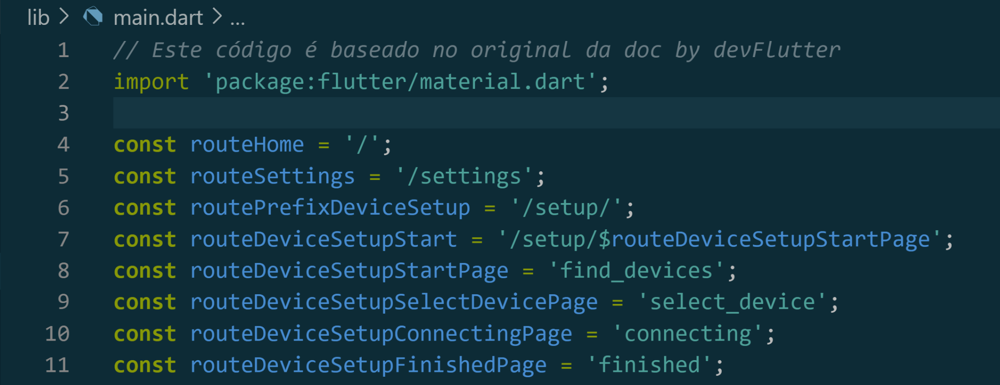 lib > main.dart > ...
1 // Este código é baseado no original da doc by devFlutter
2 import 'package:flutter/material.dart';
3
4 const routeHome = '/';
5 const routeSettings = '/settings';
6 const routePrefixDeviceSetup = '/setup/';
7 const routeDeviceSetupStart = '/setup/$routeDeviceSetupStartPage';
8 const routeDeviceSetupStartPage = 'find_devices';
9 const routeDeviceSetupSelectDevicePage = 'select_device';
10 const routeDeviceSetupConnectingPage = 'connecting';
11 const routeDeviceSetupFinishedPage = 'finished';